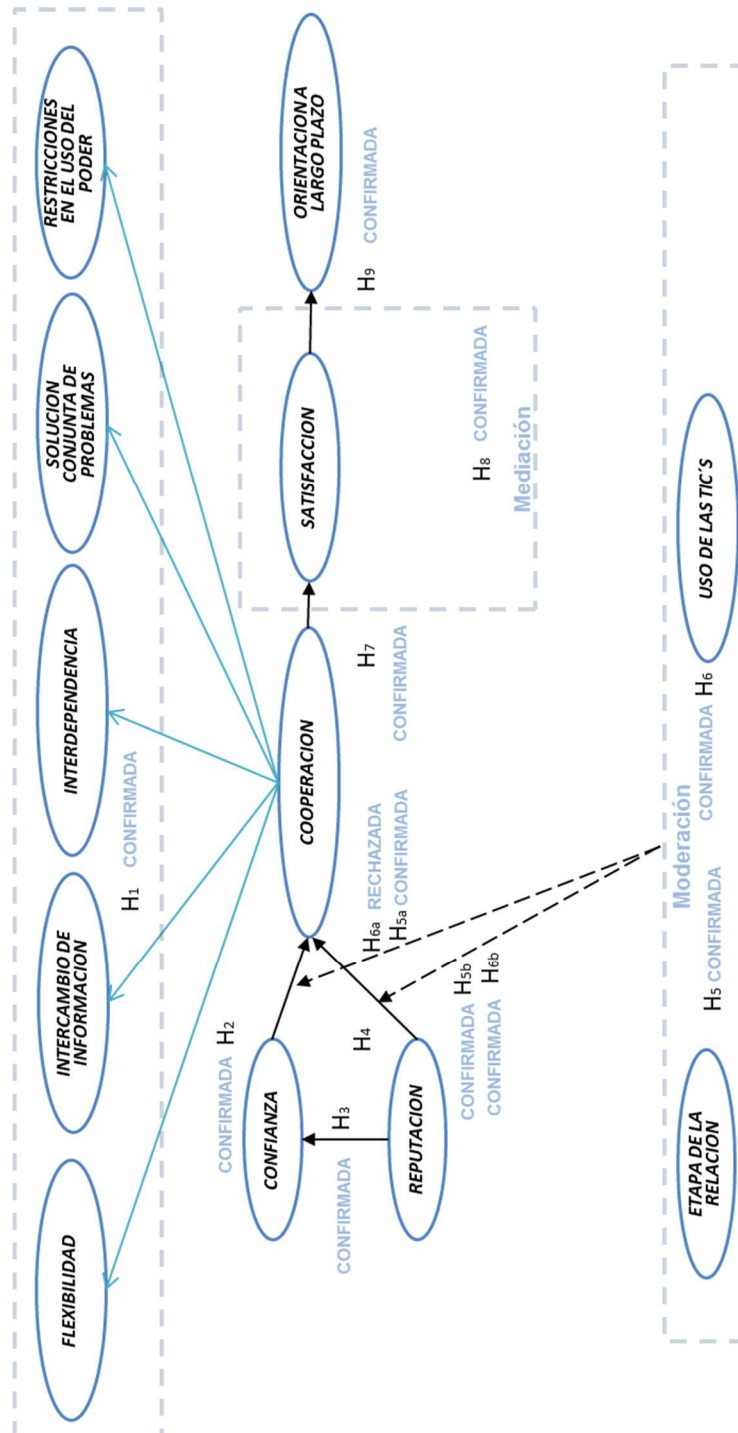 FLEXIBILIDAD
INTERCAMBIO DE
INFORMACION
INTERDEPENDENCIA
SOLUCION
CONJUNTA DE
PROBLEMAS
RESTRICCIONES
EN EL USO DEL
PODER
H1 CONFIRMADA
CONFIRMADA H2
CONFIANZA
CONFIRMADA
H3
H4
REPUTACION
COOPERACION
H6a RECHAZADA
H5a CONFIRMADA
CONFIRMADA H5b
CONFIRMADA H6b
H7
CONFIRMADA
SATISFACCION
H8 CONFIRMADA
Mediación
ORIENTACION A
LARGO PLAZO
H9 CONFIRMADA
Moderación
ETAPA DE LA
RELACION
H5 CONFIRMADA
CONFIRMADA H6
USO DE LAS TIC´S